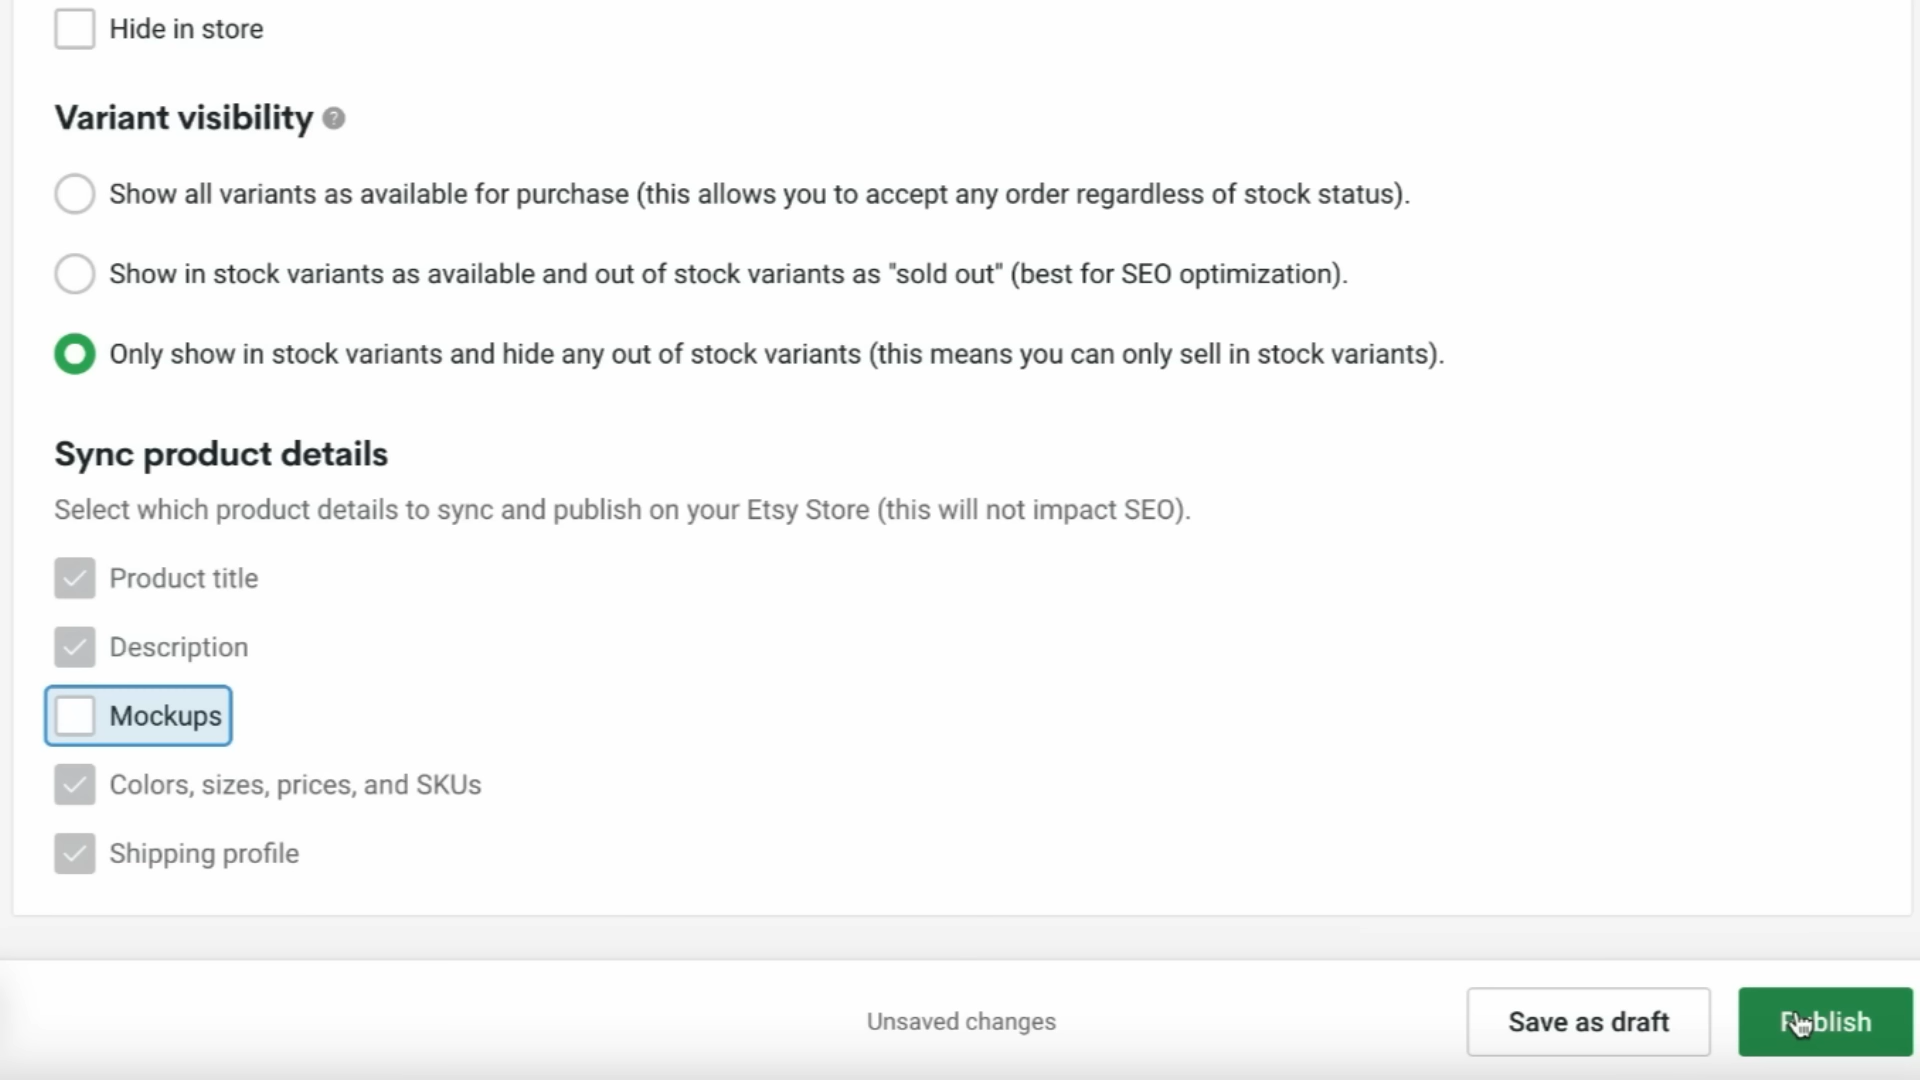 Hide in store
Variant visibility ?
Show all variants as available for purchase (this allows you to accept any order regardless of stock status).
Show in stock variants as available and out of stock variants as "sold out" (best for SEO optimization).
Only show in stock variants and hide any out of stock variants (this means you can only sell in stock variants).
Sync product details
Select which product details to sync and publish on your Etsy Store (this will not impact SEO).
Product title
Description
Mockups
Colors, sizes, prices, and SKUs
Shipping profile
Unsaved changes
Save as draft
Publish